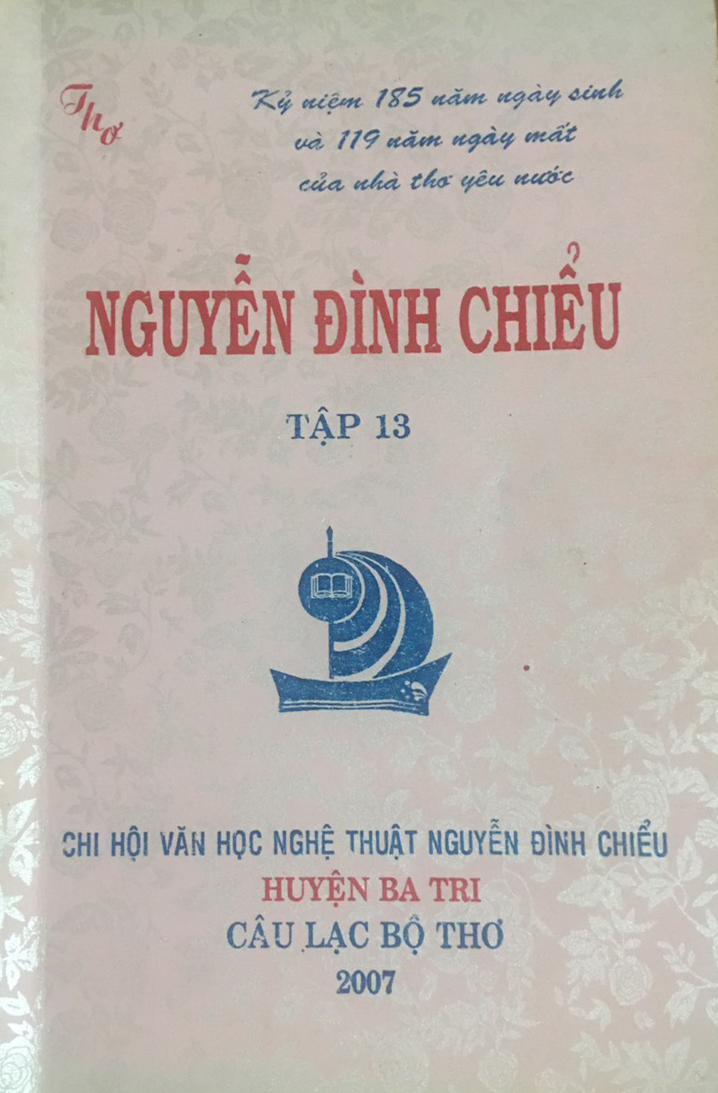 Thơ
Kỷ niệm 185 năm ngày sinh
và 119 năm ngày mất
của nhà thơ yêu nước
NGUYỄN ĐÌNH CHIỂU
TẬP 13
CHI HỘI VĂN HỌC NGHỆ THUẬT NGUYỄN ĐÌNH CHIỂU
HUYỆN BA TRI
CÂU LẠC BỘ THƠ
2007